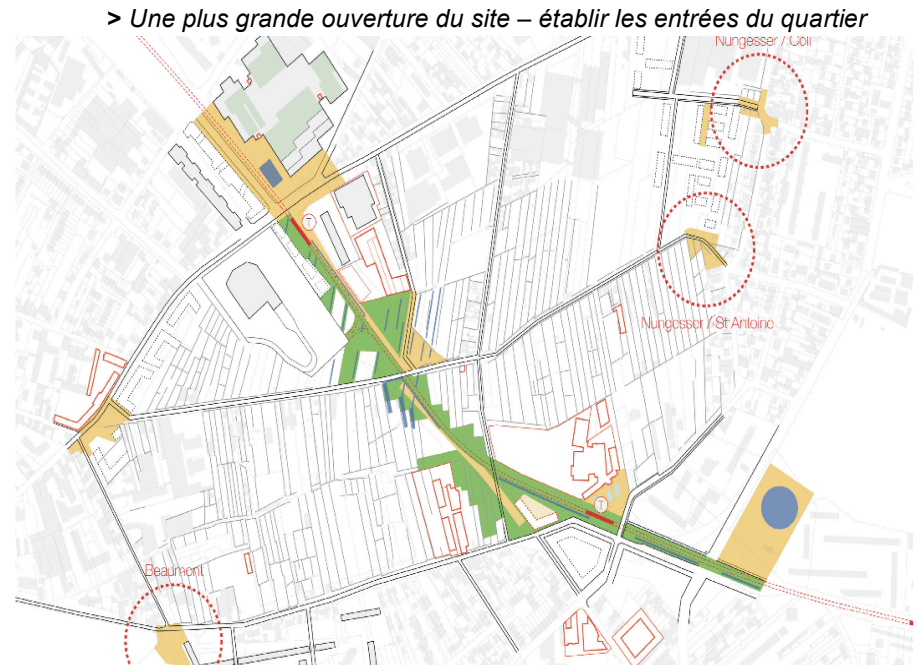 > Une plus grande ouverture du site – établir les entrées du quartier
Nungesser / Coli
T
Nungesser / St Antoine
T
Beaumont